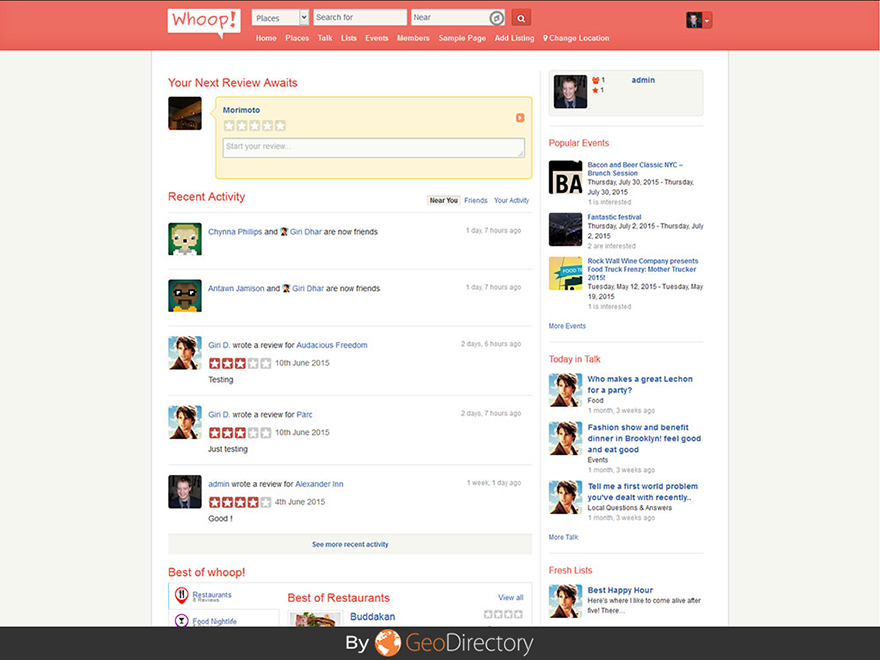 Whoop!
Places
Search for
Near
Home Places Talk Lists Events Members Sample Page Add Listing Change Location
Your Next Review Awaits
Morimoto
Start your review...
Recent Activity
Near You Friends Your Activity
Chynna Phillips and Giri Dhar are now friends
1 day, 7 hours ago
Antawn Jamison and Giri Dhar are now friends
1 day, 7 hours ago
Giri D. wrote a review for Audacious Freedom
2 days, 6 hours ago
10th June 2015
Testing
Giri D. wrote a review for Parc
2 days, 7 hours ago
10th June 2015
Just testing
admin wrote a review for Alexander Inn
1 week, 1 day ago
4th June 2015
Good !
See more recent activity
Best of whoop!
Restaurants
6 Reviews
Food Nightlife
Best of Restaurants
View all
Buddakan
1
admin
1
Popular Events
BA
Bacon and Beer Classic NYC –
Brunch Session
Thursday, July 30, 2015 - Thursday,
July 30, 2015
1 is interested
Fantastic festival
Thursday, July 2, 2015 - Thursday, July
2, 2015
2 are interested
FOOD
Rock Wall Wine Company presents
Food Truck Frenzy: Mother Trucker
2015!
Tuesday, May 12, 2015 - Tuesday, May
19, 2015
1 is interested
More Events
Today in Talk
Who makes a great Lechon
for a party?
Food
1 month, 3 weeks ago
Fashion show and benefit
dinner in Brooklyn! feel good
and eat good
Events
1 month, 3 weeks ago
Tell me a first world problem
you've dealt with recently..
Local Questions & Answers
1 month, 3 weeks ago
More Talk
Fresh Lists
Best Happy Hour
Here's where I like to come alive after
five! There...
By GeoDirectory